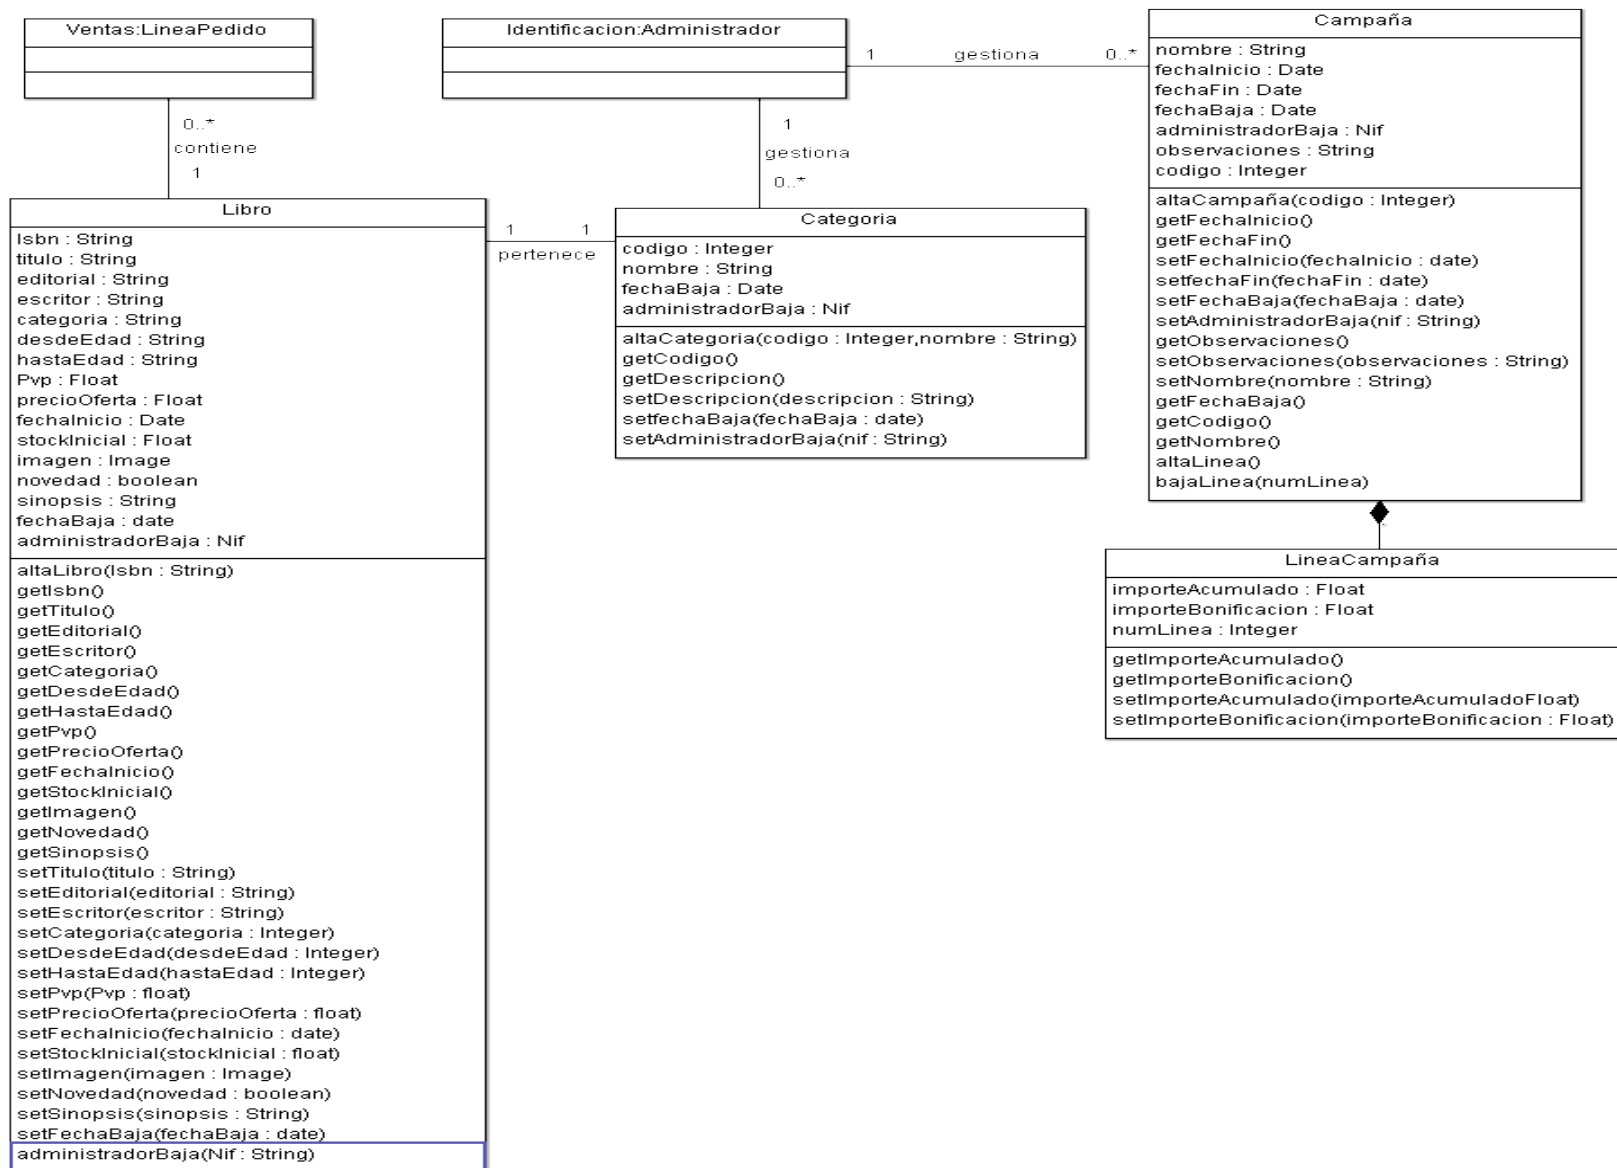 Ventas:LineaPedido
0..*
contiene
1
Identificacion:Administrador
1
gestiona
0..*
1
gestiona
0..*
Campaña
nombre : String
fechaInicio : Date
fechaFin : Date
fechaBaja : Date
administradorBaja : Nif
observaciones : String
codigo : Integer
altaCampaña(codigo : Integer)
getFechaInicio()
getFechaFin()
setFechaInicio(fechaInicio : date)
setfechaFin(fechaFin : date)
setFechaBaja(fechaBaja : date)
setAdministradorBaja(nif : String)
getObservaciones()
setObservaciones(observaciones : String)
setNombre(nombre : String)
getFechaBaja()
getCodigo()
getNombre()
altaLinea()
bajaLinea(numLinea)
Libro
Isbn : String
titulo : String
editorial : String
escritor : String
categoria : String
desdeEdad : String
hastaEdad : String
Pvp : Float
precioOferta : Float
fechaInicio : Date
stockInicial : Float
imagen : Image
novedad : boolean
sinopsis : String
fechaBaja : date
administradorBaja : Nif
altaLibro(Isbn : String)
getIsbn()
getTitulo()
getEditorial()
getEscritor()
getCategoria()
getDesdeEdad()
getHastaEdad()
getPvp()
getPrecioOferta()
getFechaInicio()
getStockInicial()
getImagen()
getNovedad()
getSinopsis()
setTitulo(titulo : String)
setEditorial(editorial : String)
setEscritor(escritor : String)
setCategoria(categoria : Integer)
setDesdeEdad(desdeEdad : Integer)
setHastaEdad(hastaEdad : Integer)
setPvp(Pvp : float)
setPrecioOferta(precioOferta : float)
setFechaInicio(fechaInicio : date)
setStockInicial(stockInicial : float)
setImagen(imagen : Image)
setNovedad(novedad : boolean)
setSinopsis(sinopsis : String)
setFechaBaja(fechaBaja : date)
administradorBaja(Nif : String)
1 1
pertenece
Categoria
codigo : Integer
nombre : String
fechaBaja : Date
administradorBaja : Nif
altaCategoria(codigo : Integer,nombre : String)
getCodigo()
getDescripcion()
setDescripcion(descripcion : String)
setfechaBaja(fechaBaja : date)
setAdministradorBaja(nif : String)
LineaCampaña
importeAcumulado : Float
importeBonificacion : Float
numLinea : Integer
getImporteAcumulado()
getImporteBonificacion()
setImporteAcumulado(importeAcumuladoFloat)
setImporteBonificacion(importeBonificacion : Float)